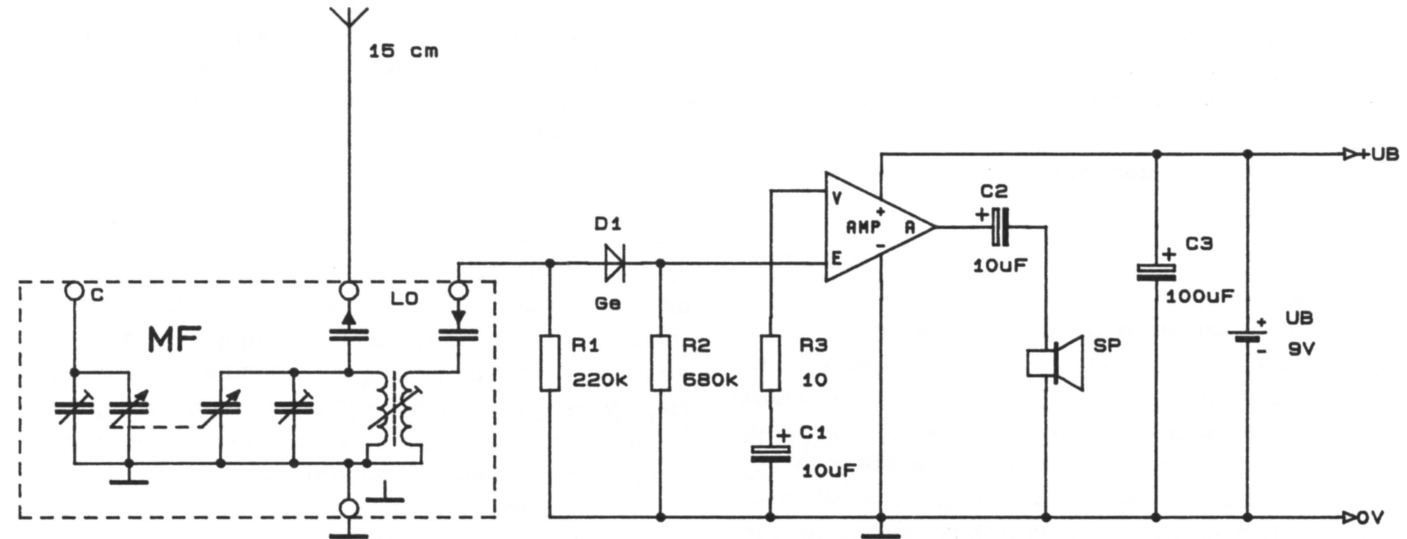 15 cm
+UB
C2
V
+
+
D1
AMP
A
C3
-
+
E
10uF
C
LO
Ge
100uF
UB
+
MF
-
9V
R1
R2
R3
SP
220k
680k
10
+
C1
10uF
0V